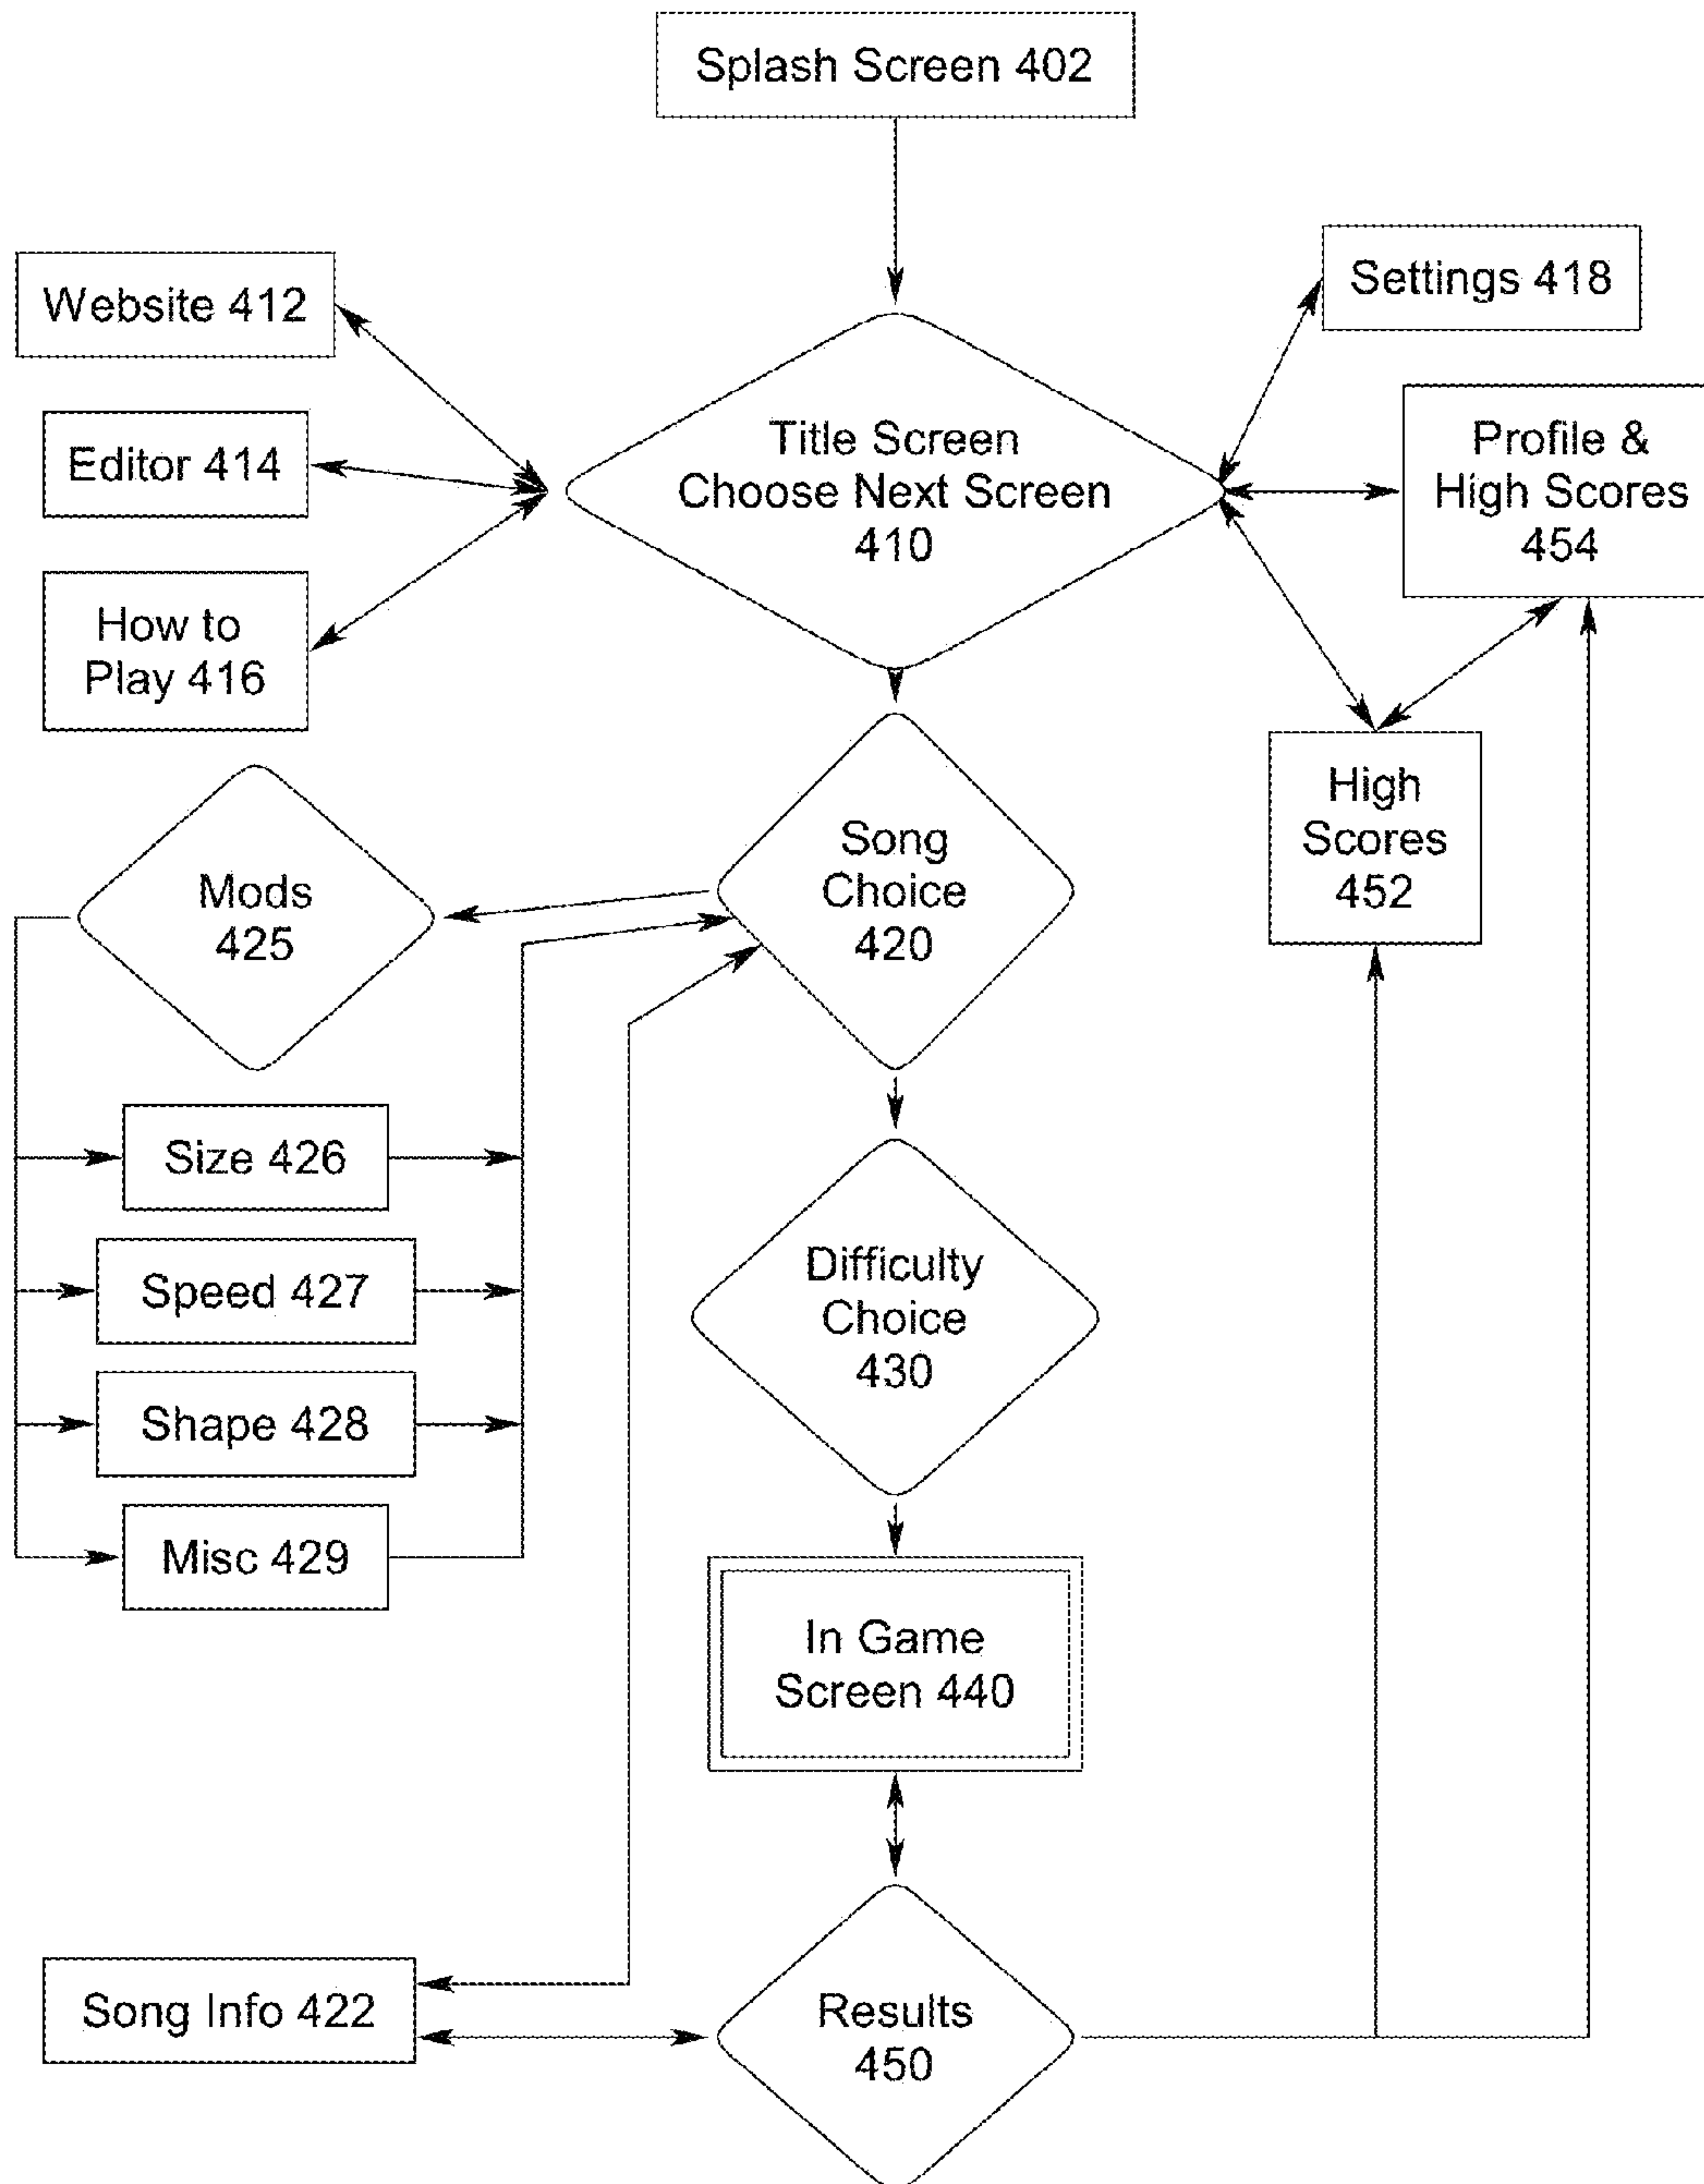 Splash Screen 402
Website 412
Settings 418
Editor 414
Title Screen
Choose Next Screen
410
Profile &
High Scores
454
How to
Play 416
High
Scores
452
Mods
425
Song
Choice
420
Size 426
Speed 427
Shape 428
Misc 429
Difficulty
Choice
430
In Game
Screen 440
Song Info 422
Results
450